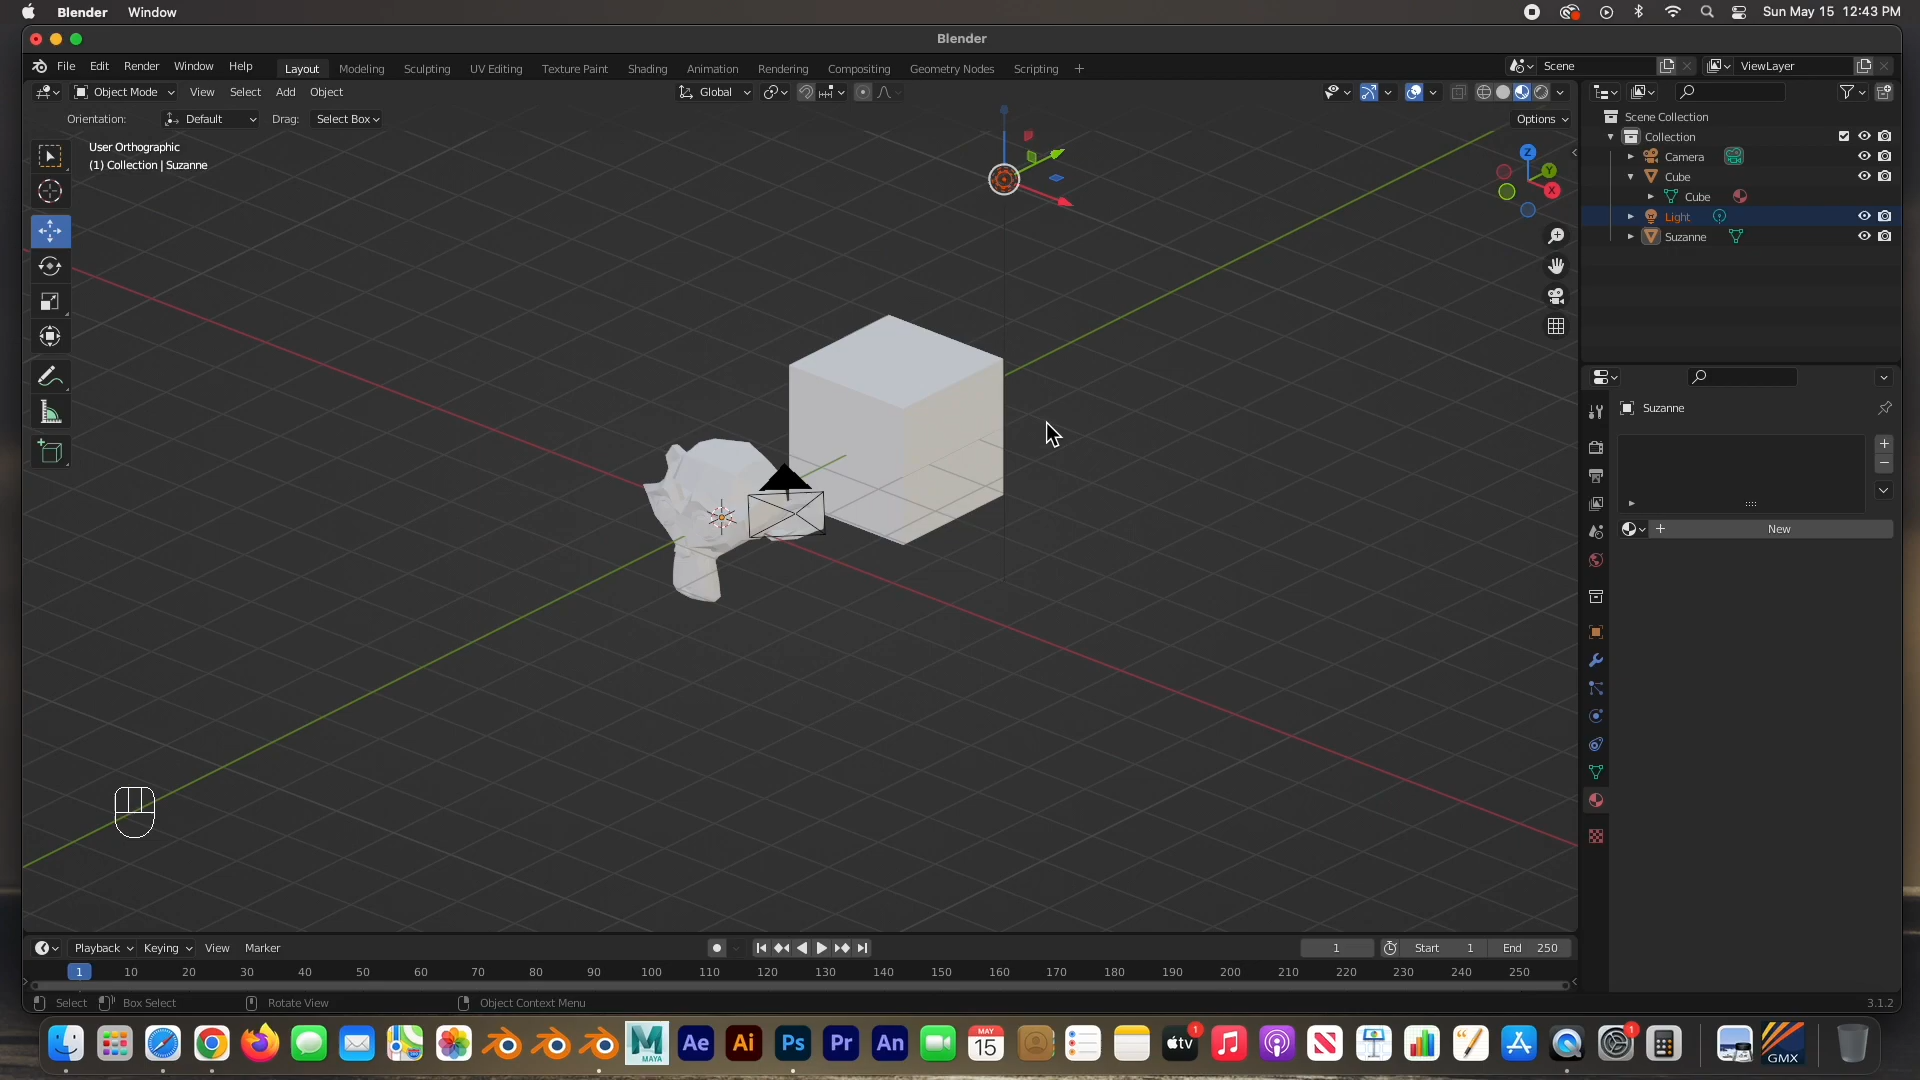 Blender Window Sun May 15 12:43 PM
Blender
File Edit Render Window Help Layout Modeling Sculpting UV Editing Texture Paint Shading Animation Rendering Compositing Geometry Nodes Scripting + Scene ViewLayer
Object Mode View Select Add Object Global
Orientation: Default Drag: Select Box Options
User Orthographic
(1) Collection | Suzanne
Z
Y
X
Scene Collection
Collection
Camera
Cube
Cube
Light
Suzanne
Suzanne
New
Playback Keying View Marker 1 Start 1 End 250
1 10 20 30 40 50 60 70 80 90 100 110 120 130 140 150 160 170 180 190 200 210 220 230 240 250
Select Box Select Rotate View Object Context Menu 3.1.2
MAYA Ae Ai Ps Pr An MAY 15 tv 1 1 GMX